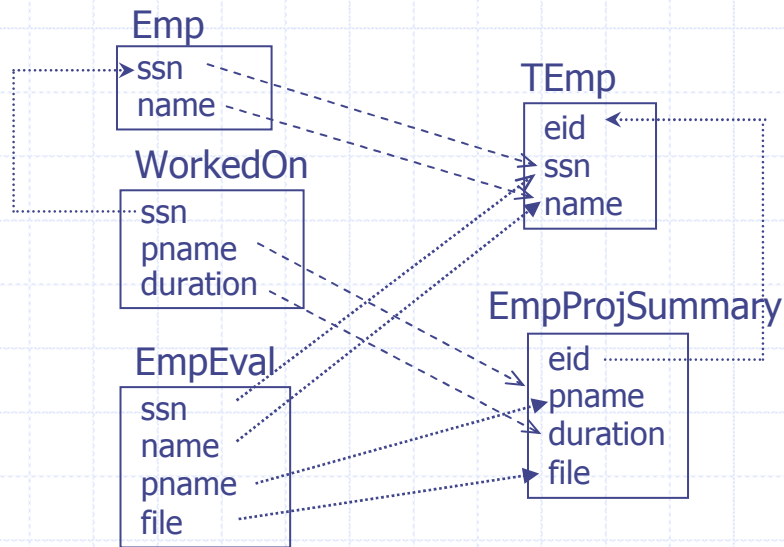 Emp
ssn
name
WorkedOn
ssn
pname
duration
EmpEval
ssn
name
pname
file
TEmp
eid
ssn
name
EmpProjSummary
eid
pname
duration
file